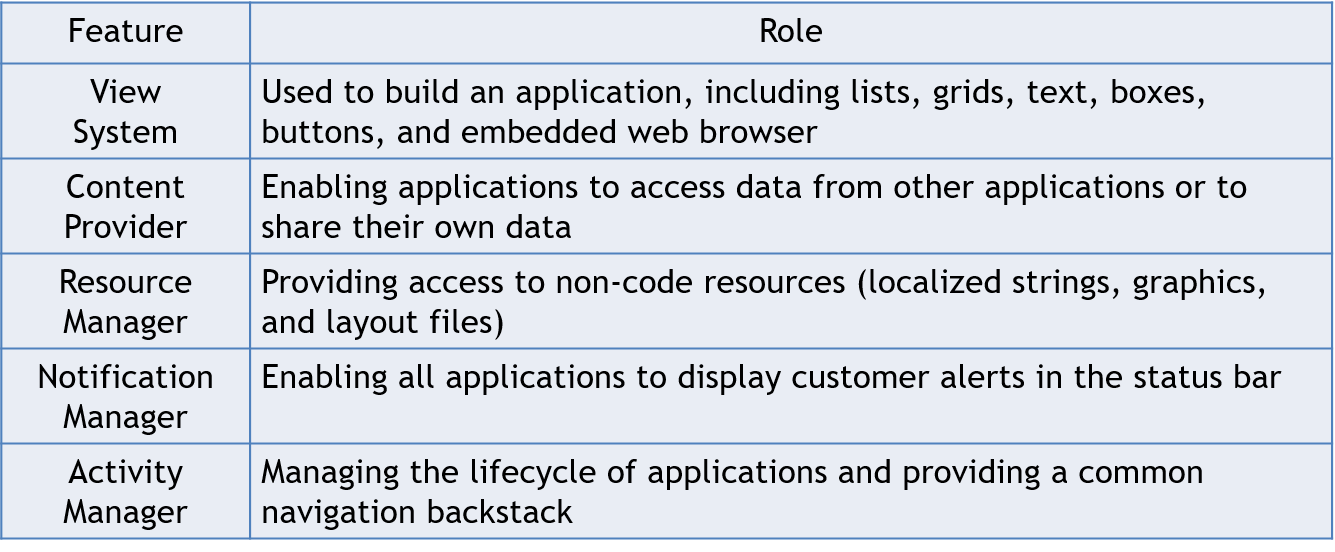 Feature
Role
View
System
Used to build an application, including lists, grids, text, boxes,
buttons, and embedded web browser
Content
Provider
Enabling applications to access data from other applications or to
share their own data
Resource
Manager
Providing access to non-code resources (localized strings, graphics,
and layout files)
Notification
Manager
Enabling all applications to display customer alerts in the status bar
Activity
Manager
Managing the lifecycle of applications and providing a common
navigation backstack